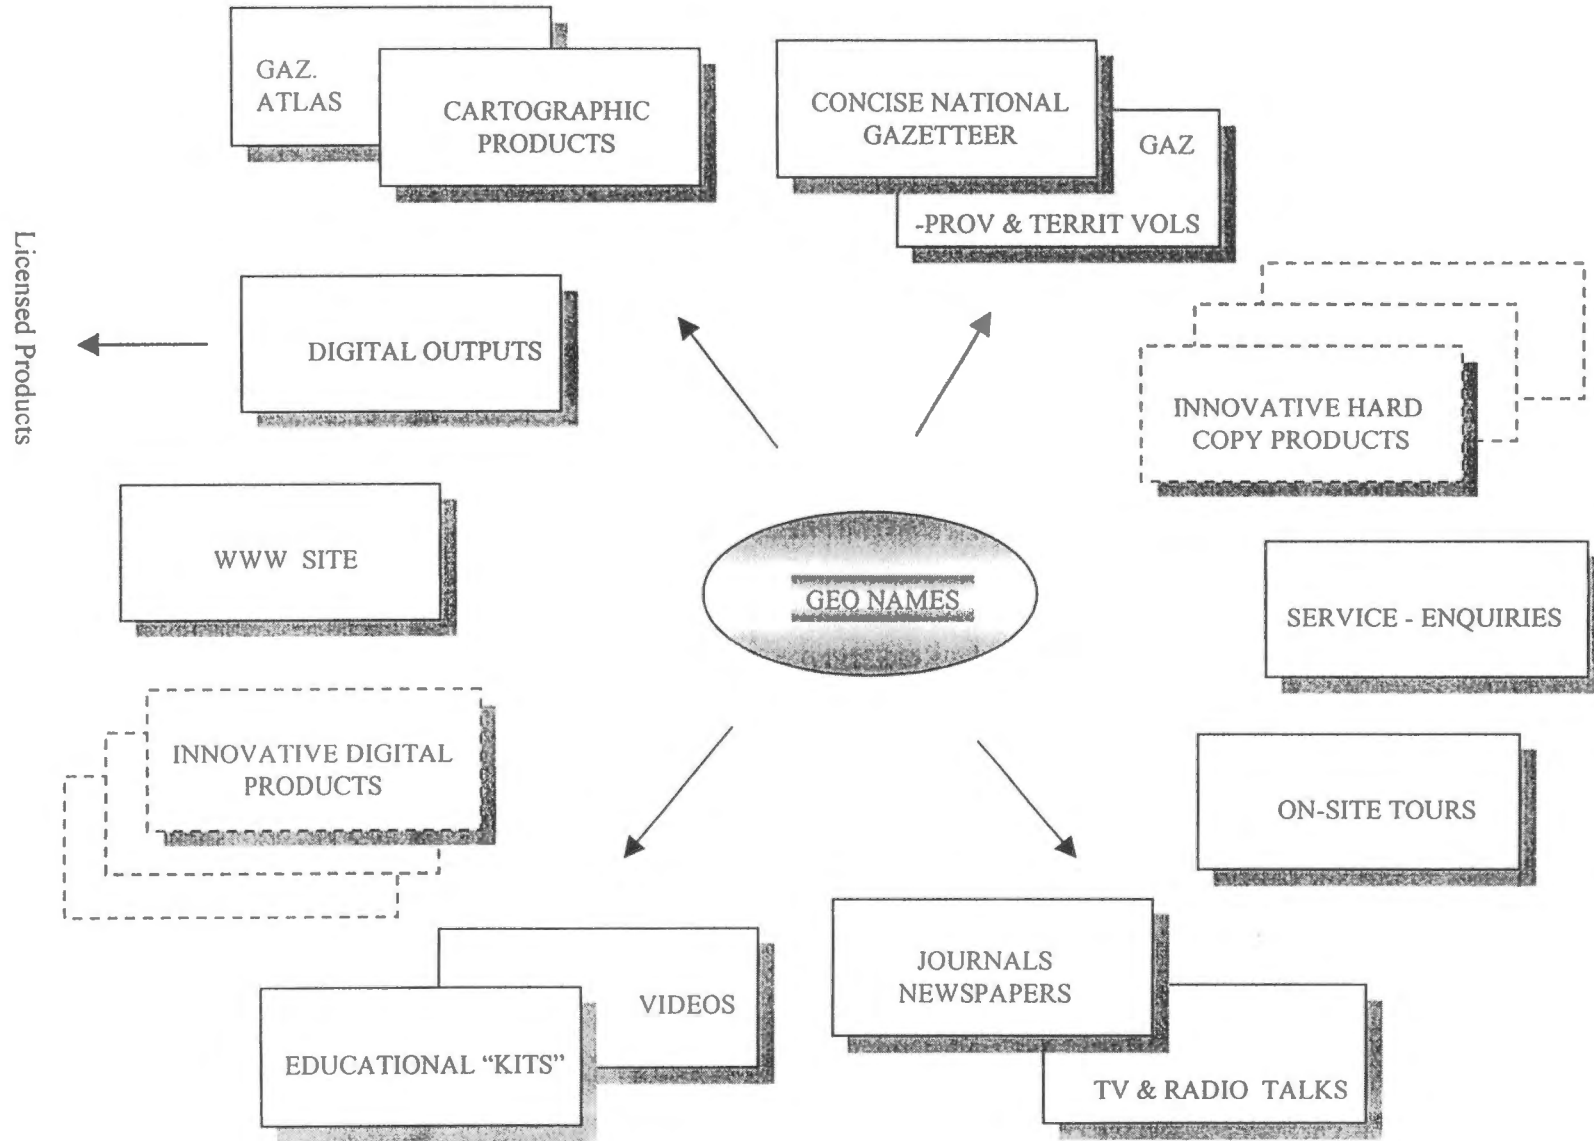 GAZ.
ATLAS
CARTOGRAPHIC
PRODUCTS
CONCISE NATIONAL
GAZETTEER
GAZ
-PROV & TERRIT VOLS
Licensed Products
DIGITAL OUTPUTS
INNOVATIVE HARD
COPY PRODUCTS
WWW SITE
GEO NAMES
SERVICE - ENQUIRIES
INNOVATIVE DIGITAL
PRODUCTS
ON-SITE TOURS
VIDEOS
EDUCATIONAL “KITS”
JOURNALS
NEWSPAPERS
TV & RADIO TALKS